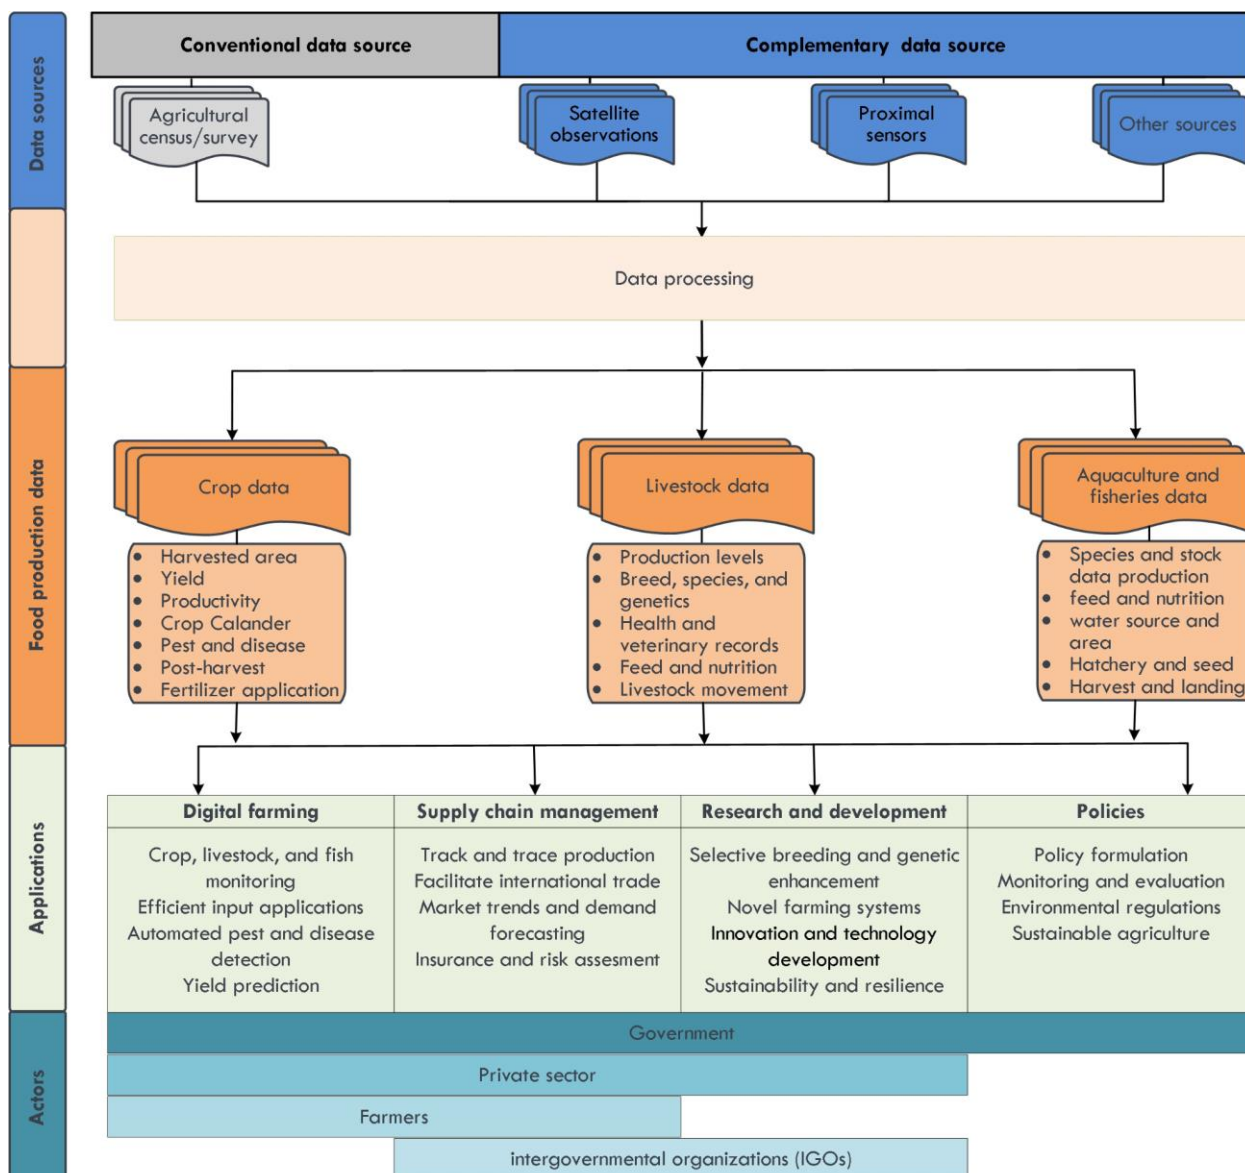 Data sources
Conventional data source
Complementary data source
Agricultural
census/survey
Satellite
observations
Proximal
sensors
Other sources
Data processing
Food production data
Crop data
Livestock data
Aquaculture and
fisheries data
Harvested area
Yield
Productivity
Crop Calander
Pest and disease
Post-harvest
Fertilizer application
Production levels
Breed, species, and
genetics
Health and
veterinary records
Feed and nutrition
Livestock movement
Species and stock
data production
feed and nutrition
water source and
area
Hatchery and seed
Harvest and landing
Applications
Digital farming
Crop, livestock, and fish
monitoring
Efficient input applications
Automated pest and disease
detection
Yield prediction
Supply chain management
Track and trace production
Facilitate international trade
Market trends and demand
forecasting
Insurance and risk assesment
Research and development
Selective breeding and genetic
enhancement
Novel farming systems
Innovation and technology
development
Sustainability and resilience
Policies
Policy formulation
Monitoring and evaluation
Environmental regulations
Sustainable agriculture
Actors
Government
Private sector
Farmers
intergovernmental organizations (IGOs)